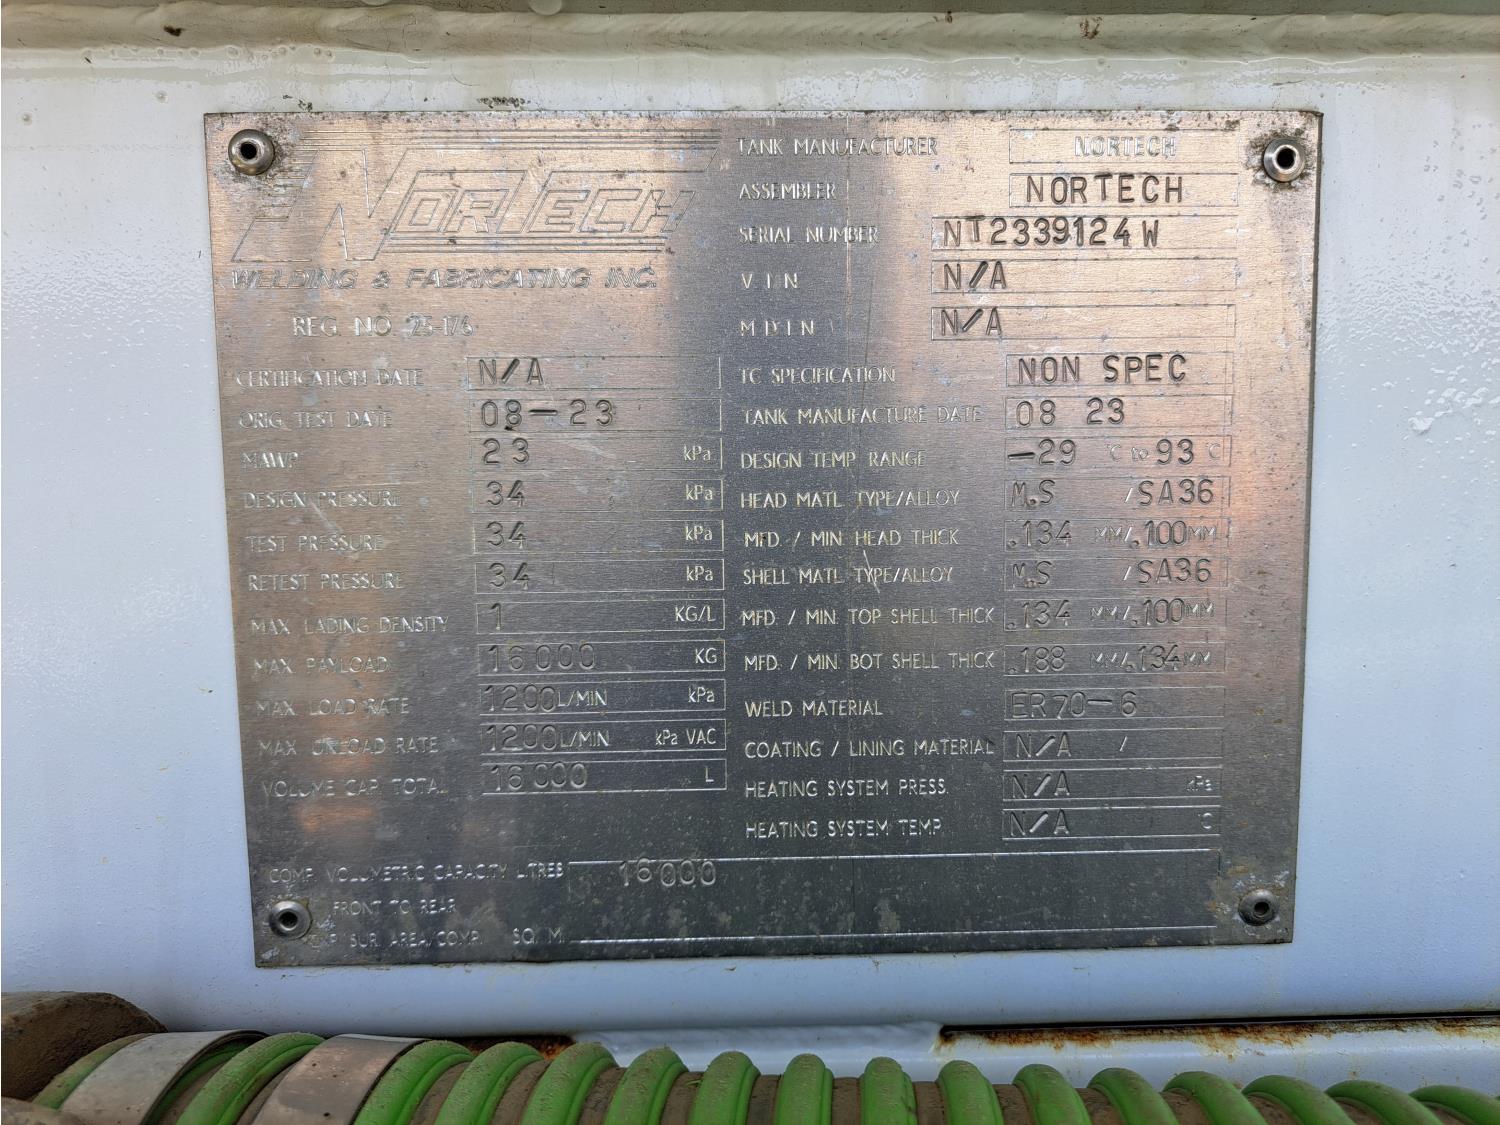 NORTECH
WELDING & FABRICATING INC.
REG. NO. 25-176
CERTIFICATION DATE N/A
ORIG. TEST DATE 08-23
MAWP 23 kPa
DESIGN PRESSURE 34 kPa
TEST PRESSURE 34 kPa
RETEST PRESSURE 34 kPa
MAX. LADING DENSITY 1 KG/L
MAX. PAYLOAD 16000 KG
MAX. LOAD RATE 1200L/MIN kPa
MAX. UNLOAD RATE 1200L/MIN kPa VAC
VOLUME CAP. TOTAL 16000 L
TANK MANUFACTURER NORTECH
ASSEMBLER NORTECH
SERIAL NUMBER NT2339124W
V I N N/A
M D I N N/A
TC SPECIFICATION NON SPEC
TANK MANUFACTURE DATE 08 23
DESIGN TEMP RANGE -29 °C to 93 °C
HEAD MATL. TYPE/ALLOY M.S /SA36
MFD. / MIN. HEAD THICK .134 MM/.100MM
SHELL MATL. TYPE/ALLOY M.S /SA36
MFD. / MIN. TOP SHELL THICK .134 MM/.100MM
MFD. / MIN. BOT SHELL THICK .188 MM/.134MM
WELD MATERIAL ER70-6
COATING / LINING MATERIAL N/A /
HEATING SYSTEM PRESS. N/A kPa
HEATING SYSTEM TEMP. N/A °C
COMP. VOLUMETRIC CAPACITY LITRES 16000
FRONT TO REAR
SUR. AREA/COMP. SQ. M.